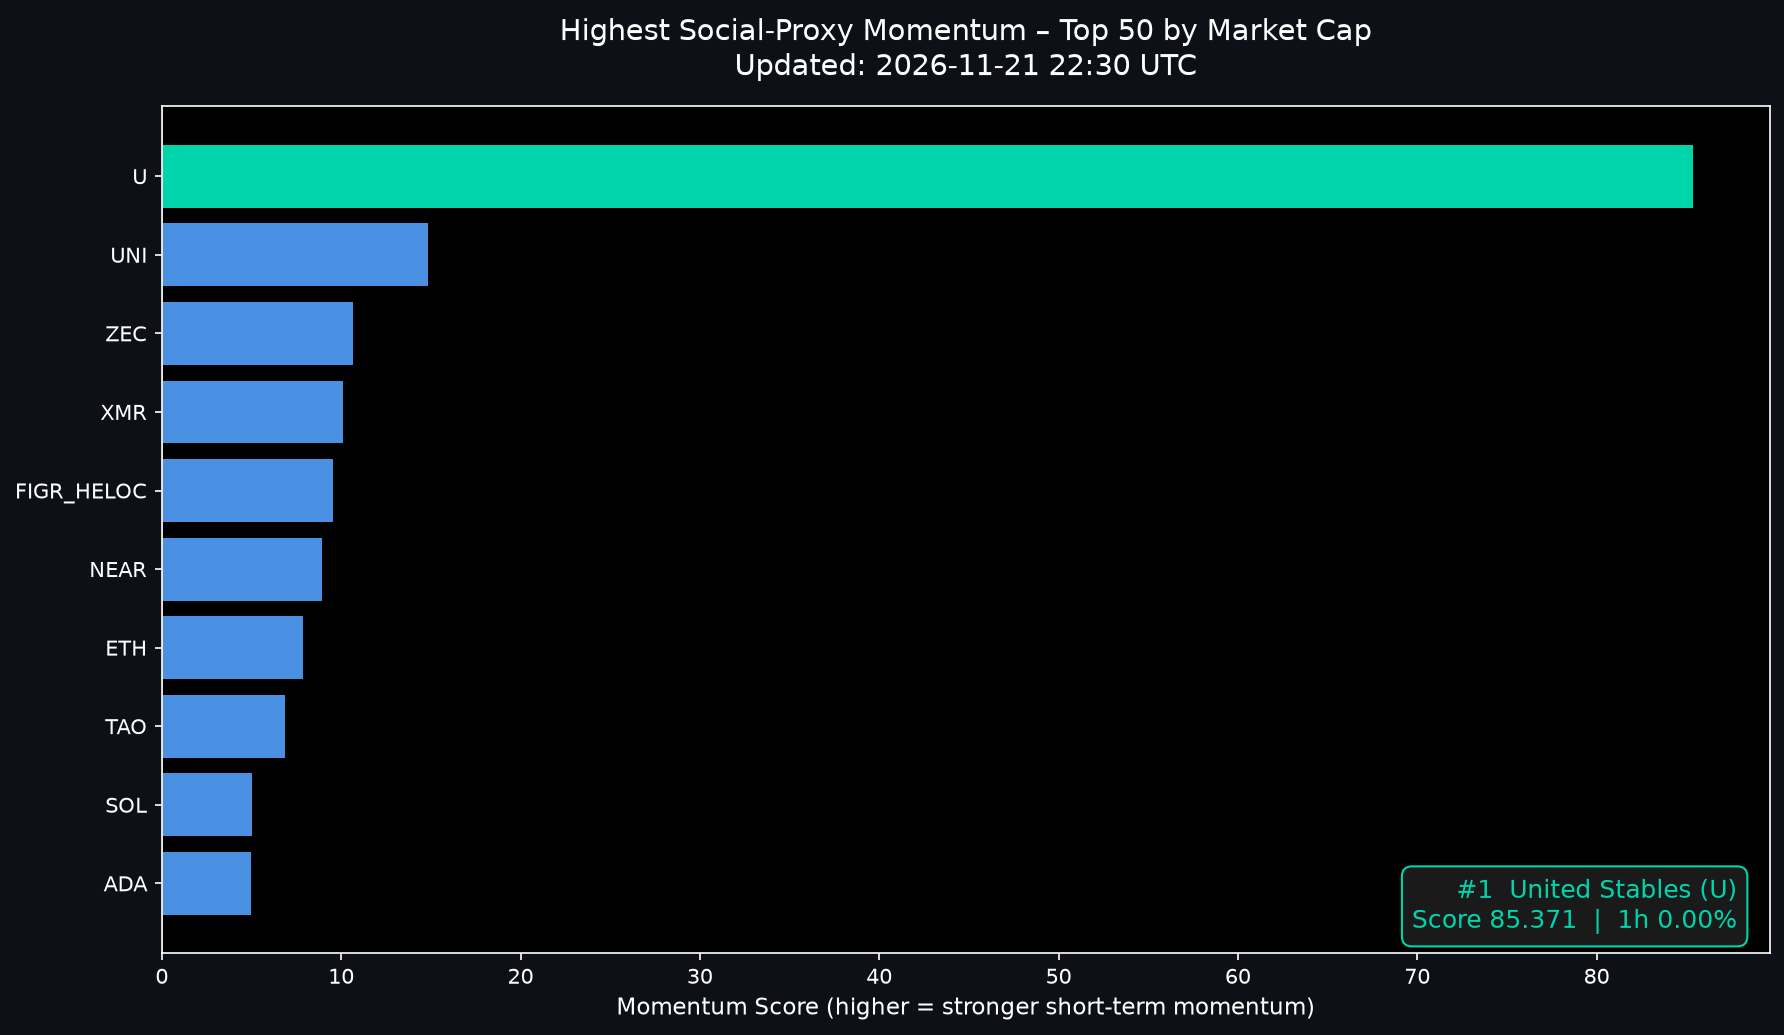 Highest Social-Proxy Momentum – Top 50 by Market Cap
Updated: 2026-11-21 22:30 UTC
U
UNI
ZEC
XMR
FIGR_HELOC
NEAR
ETH
TAO
SOL
ADA
#1 United Stables (U)
Score 85.371 | 1h 0.00%
0 10 20 30 40 50 60 70 80
Momentum Score (higher = stronger short-term momentum)